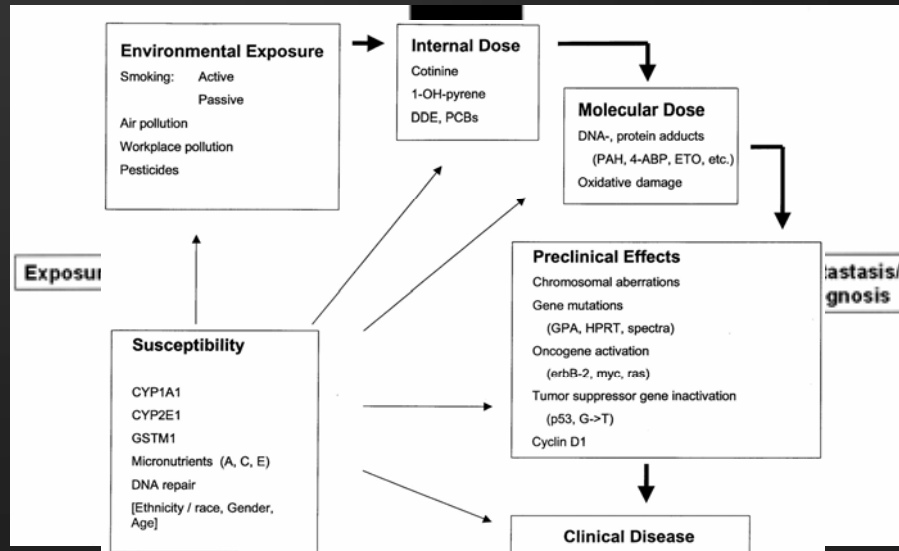 Environmental Exposure
Smoking: Active
Passive
Air pollution
Workplace pollution
Pesticides
Internal Dose
Cotinine
1-OH-pyrene
DDE, PCBs
Molecular Dose
DNA-, protein adducts
(PAH, 4-ABP, ETO, etc.)
Oxidative damage
Preclinical Effects
Chromosomal aberrations
Gene mutations
(GPA, HPRT, spectra)
Oncogene activation
(erbB-2, myc, ras)
Tumor suppressor gene inactivation
(p53, G->T)
Cyclin D1
Susceptibility
CYP1A1
CYP2E1
GSTM1
Micronutrients (A, C, E)
DNA repair
[Ethnicity / race, Gender,
Age]
Clinical Disease